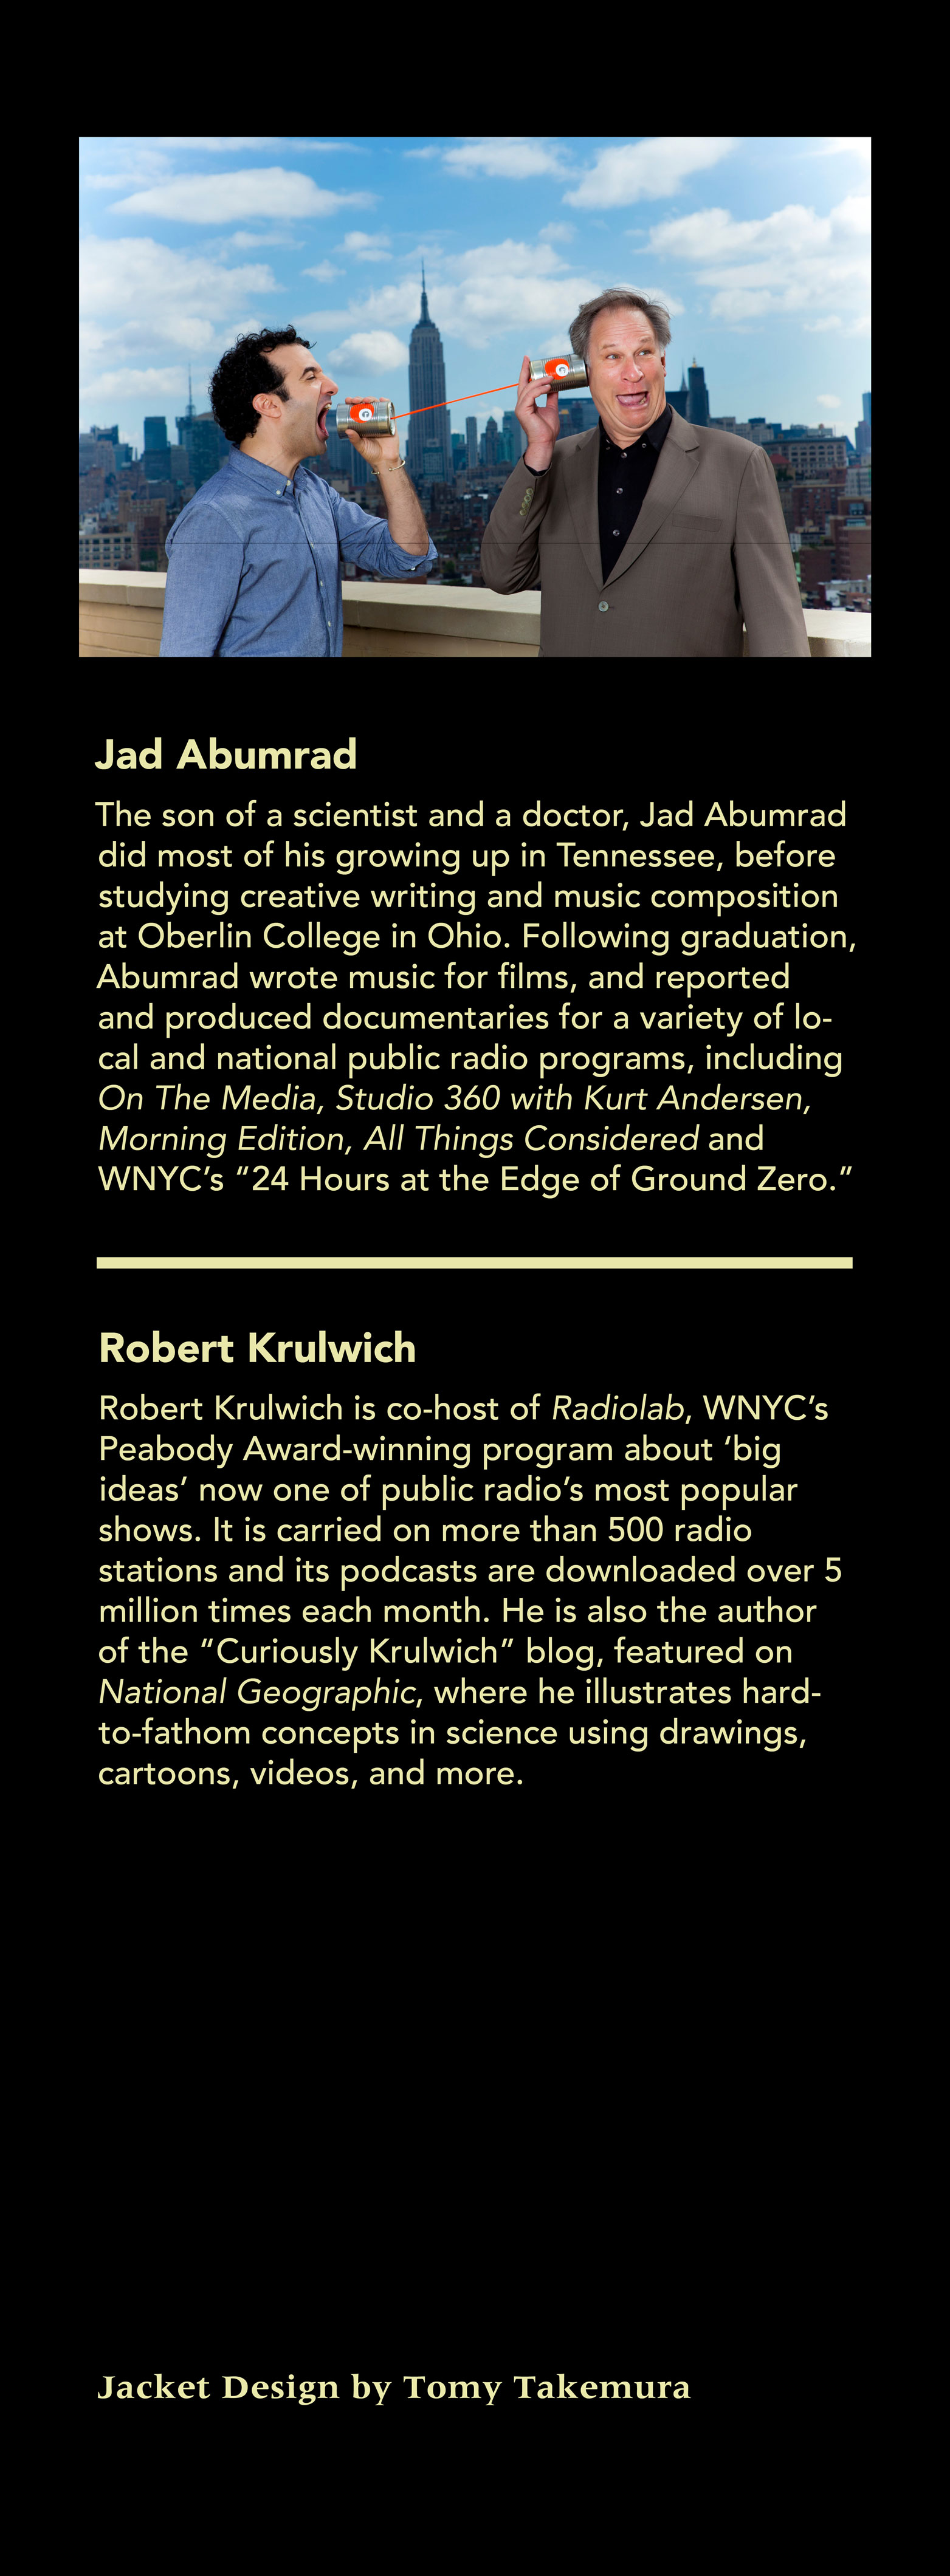 Jad Abumrad
The son of a scientist and a doctor, Jad Abumrad
did most of his growing up in Tennessee, before
studying creative writing and music composition
at Oberlin College in Ohio. Following graduation,
Abumrad wrote music for films, and reported
and produced documentaries for a variety of lo-
cal and national public radio programs, including
On The Media, Studio 360 with Kurt Andersen,
Morning Edition, All Things Considered and
WNYC’s “24 Hours at the Edge of Ground Zero.”
Robert Krulwich
Robert Krulwich is co-host of Radiolab, WNYC’s
Peabody Award-winning program about ‘big
ideas’ now one of public radio’s most popular
shows. It is carried on more than 500 radio
stations and its podcasts are downloaded over 5
million times each month. He is also the author
of the “Curiously Krulwich” blog, featured on
National Geographic, where he illustrates hard-
to-fathom concepts in science using drawings,
cartoons, videos, and more.
Jacket Design by Tomy Takemura